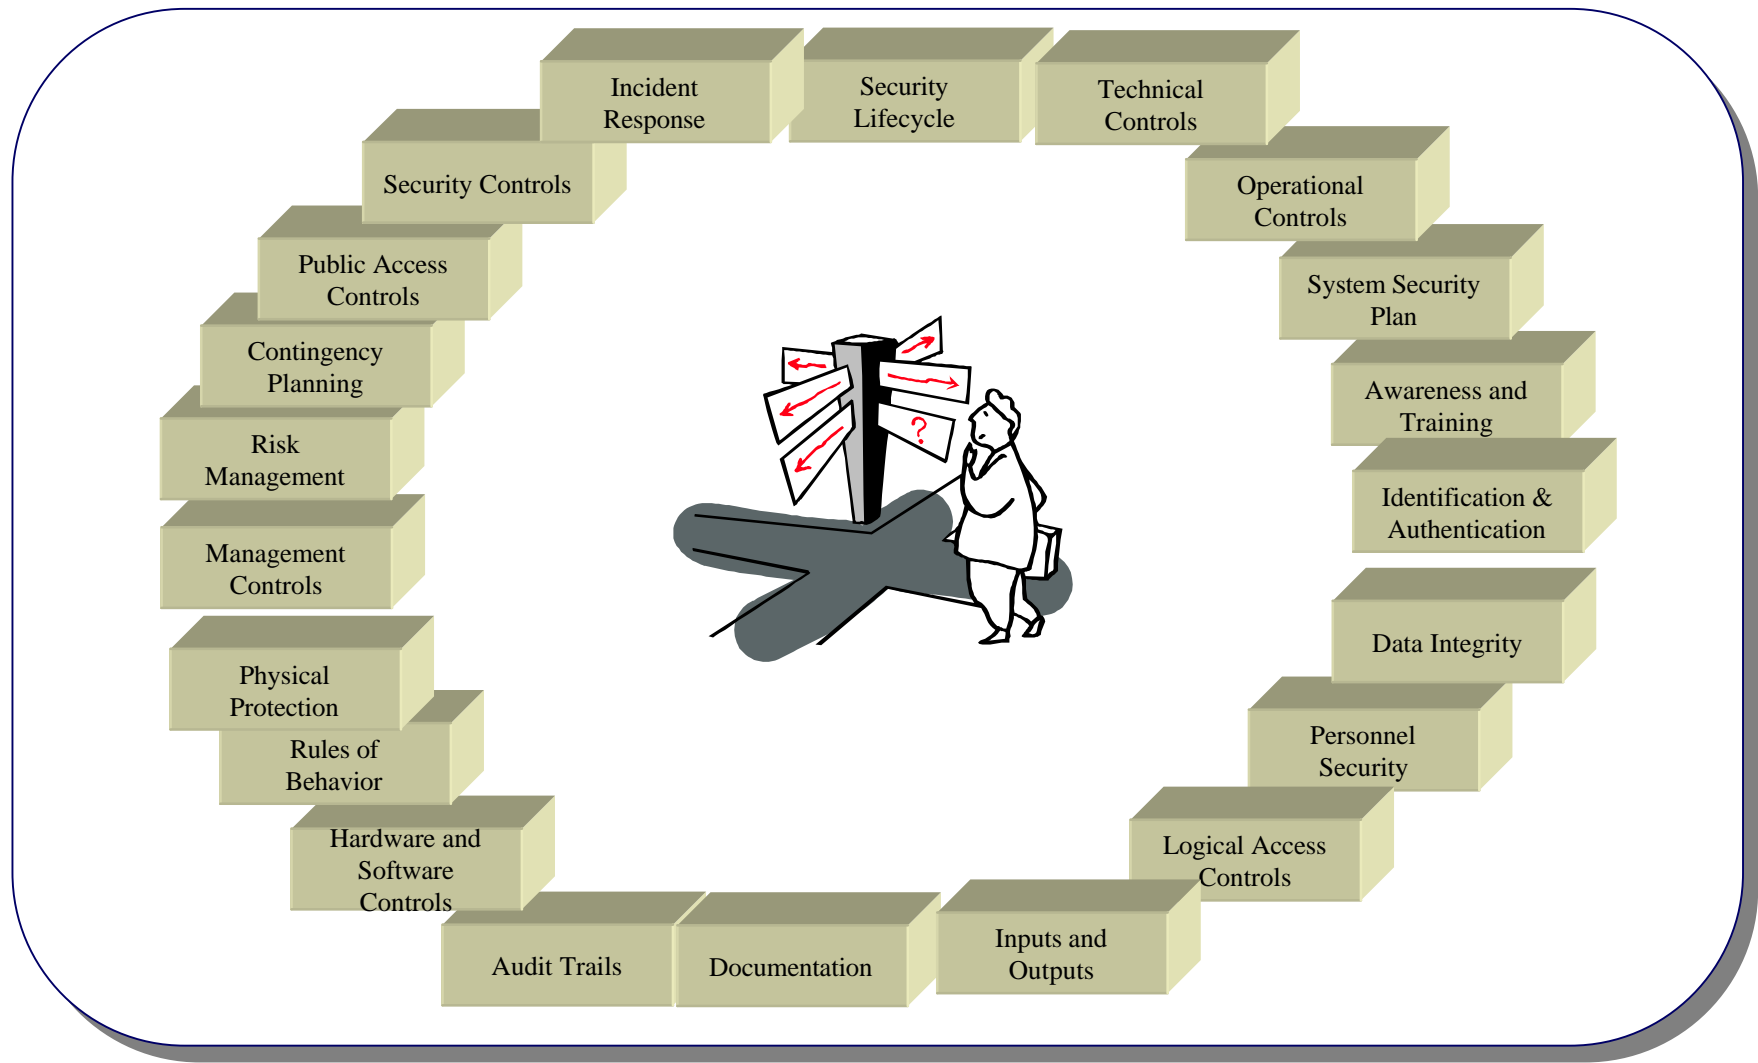 Incident
Response
Security
Lifecycle
Technical
Controls
Operational
Controls
System Security
Plan
Awareness and
Training
Identification &
Authentication
Data Integrity
Personnel
Security
Logical Access
Controls
Inputs and
Outputs
Documentation
Audit Trails
Hardware and
Software
Controls
Rules of
Behavior
Physical
Protection
Management
Controls
Risk
Management
Contingency
Planning
Public Access
Controls
Security Controls
?